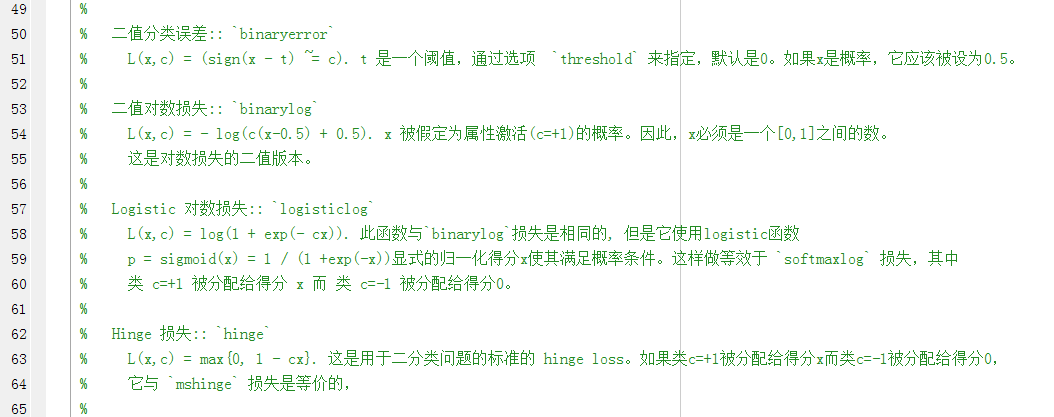 49 %
50 % 二值分类误差:: `binaryerror`
51 % L(x,c) = (sign(x - t) ~= c). t 是一个阈值，通过选项 `threshold` 来指定，默认是0。如果x是概率，它应该被设为0.5。
52 %
53 % 二值对数损失:: `binarylog`
54 % L(x,c) = - log(c(x-0.5) + 0.5). x 被假定为属性激活(c=+1)的概率。因此，x必须是一个[0,1]之间的数。
55 % 这是对数损失的二值版本。
56 %
57 % Logistic 对数损失:: `logisticlog`
58 % L(x,c) = log(1 + exp(- cx)). 此函数与`binarylog`损失是相同的, 但是它使用logistic函数
59 % p = sigmoid(x) = 1 / (1 +exp(-x))显式的归一化得分x使其满足概率条件。这样做等效于 `softmaxlog` 损失，其中
60 % 类 c=+1 被分配给得分 x 而 类 c=-1 被分配给得分0。
61 %
62 % Hinge 损失:: `hinge`
63 % L(x,c) = max{0, 1 - cx}. 这是用于二分类问题的标准的 hinge loss。如果类c=+1被分配给得分x而类c=-1被分配给得分0，
64 % 它与 `mshinge` 损失是等价的，
65 %